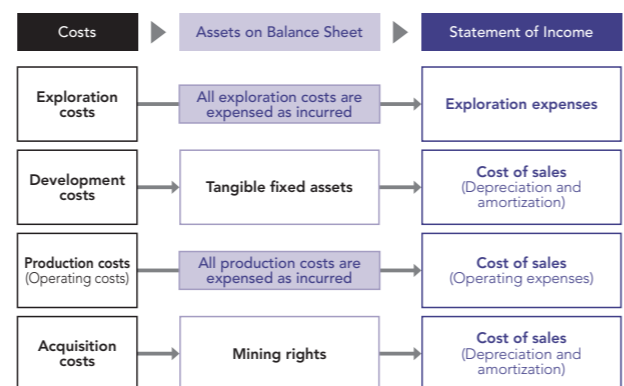 Costs
Assets on Balance Sheet
Statement of Income
Exploration
costs
All exploration costs are
expensed as incurred
Exploration expenses
Development
costs
Tangible fixed assets
Cost of sales
(Depreciation and
amortization)
Production costs
(Operating costs)
All production costs are
expensed as incurred
Cost of sales
(Operating expenses)
Acquisition
costs
Mining rights
Cost of sales
(Depreciation and
amortization)